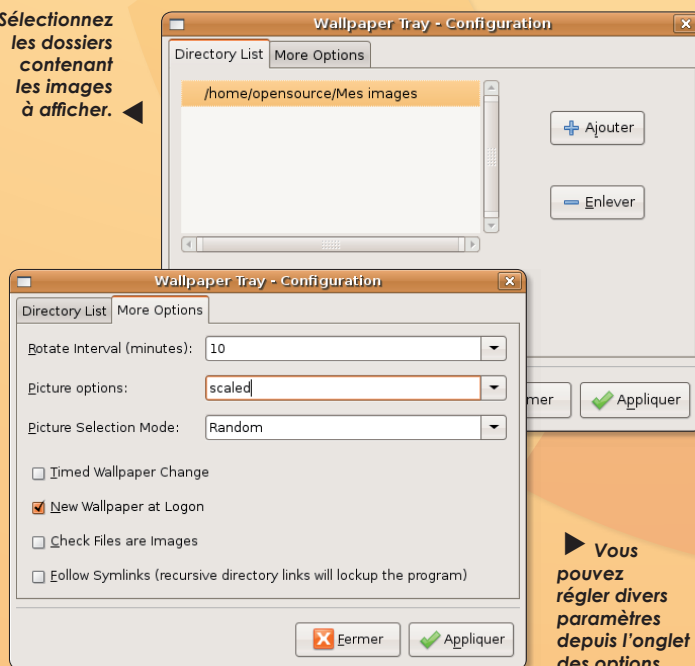 Sélectionnez
les dossiers
contenant
les images
à afficher.
Wallpaper Tray - Configuration
Directory List
More Options
/home/opensource/Mes images
Ajouter
Enlever
mer
Appliquer
Wallpaper Tray - Configuration
Directory List
More Options
Rotate Interval (minutes):
10
Picture options:
scaled
Picture Selection Mode:
Random
Timed Wallpaper Change
New Wallpaper at Logon
Check Files are Images
Follow Symlinks (recursive directory links will lockup the program)
Fermer
Appliquer
Vous
pouvez
régler divers
paramètres
depuis l'onglet
des options